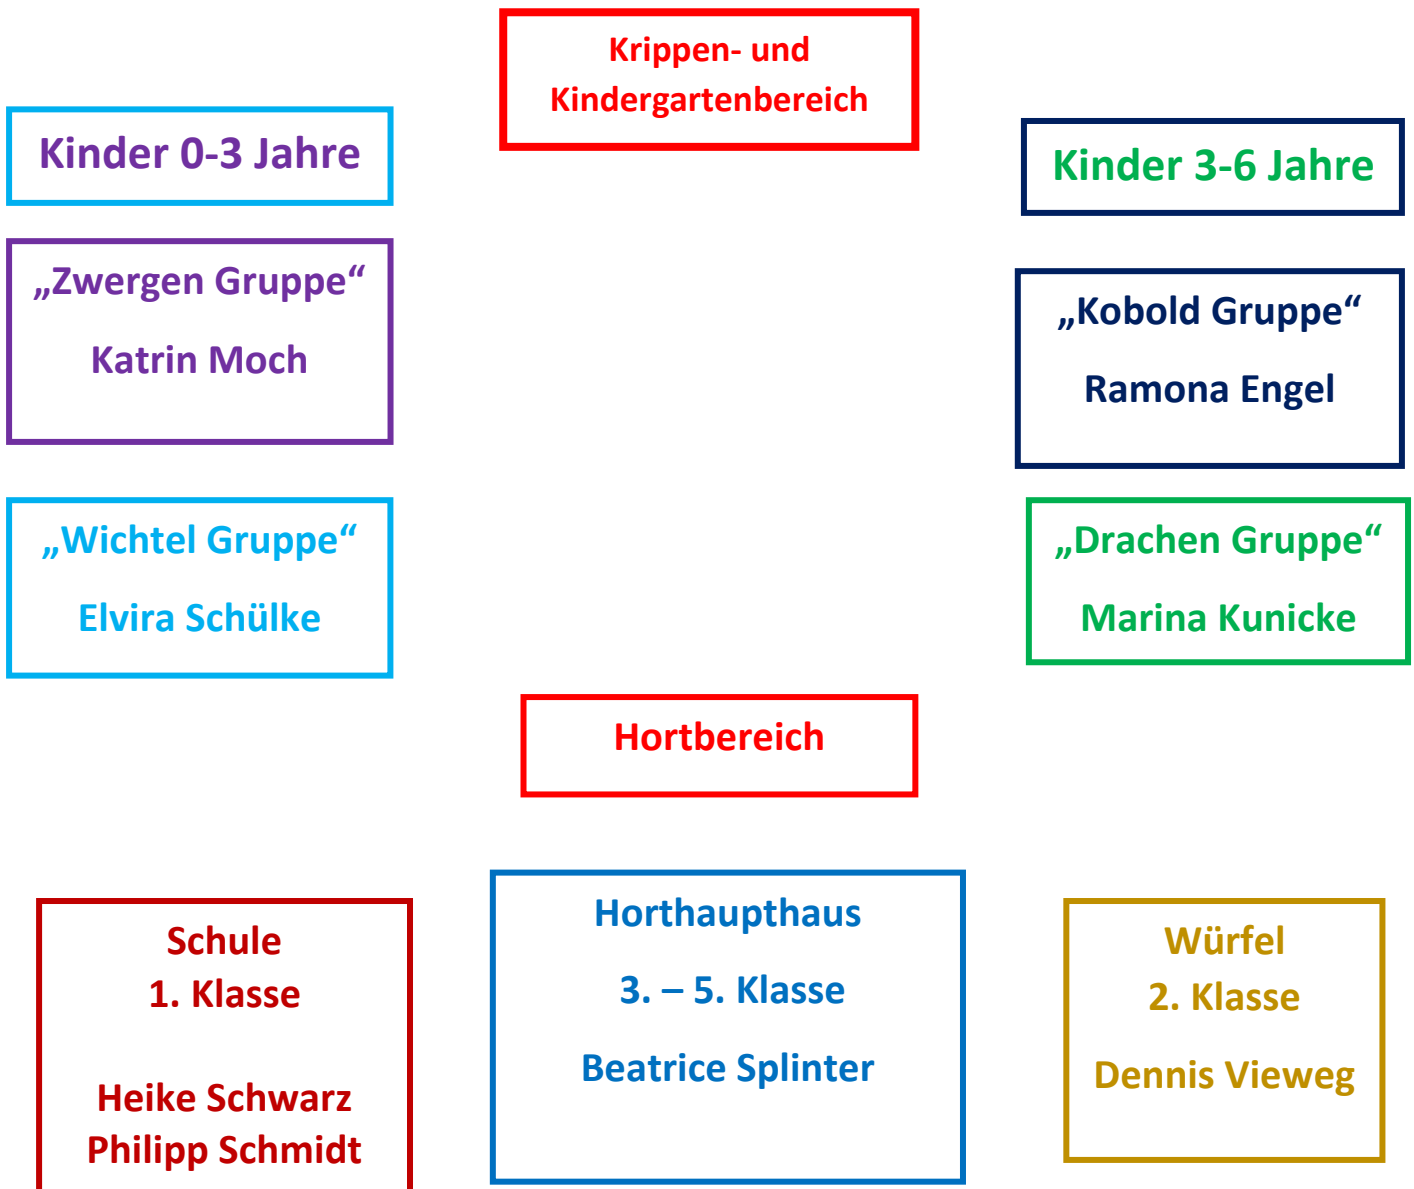 Krippen- und
Kindergartenbereich
Kinder 0-3 Jahre
Kinder 3-6 Jahre
„Zwergen Gruppe“
Katrin Moch
„Kobold Gruppe“
Ramona Engel
„Wichtel Gruppe“
Elvira Schülke
„Drachen Gruppe“
Marina Kunicke
Hortbereich
Schule
1. Klasse
Heike Schwarz
Philipp Schmidt
Horthaupthaus
3. – 5. Klasse
Beatrice Splinter
Würfel
2. Klasse
Dennis Vieweg